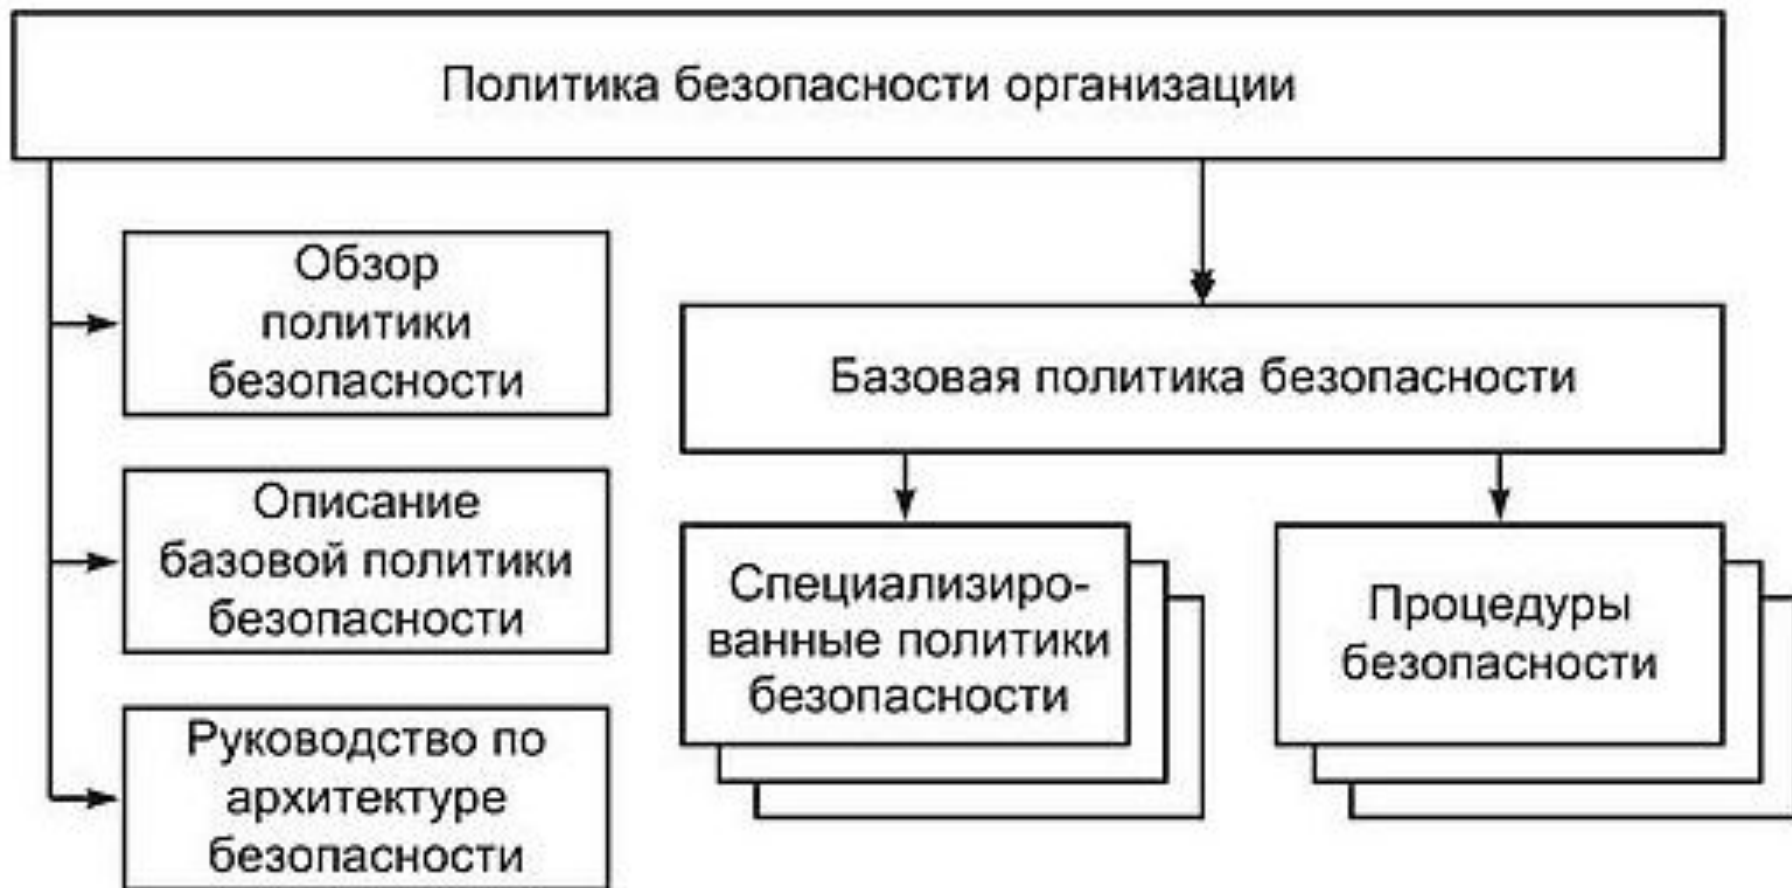 Политика безопасности организации
Обзор
политики
безопасности
Базовая политика безопасности
Описание
базовой политики
безопасности
Специализиро-
ванные политики
безопасности
Процедуры
безопасности
Руководство по
архитектуре
безопасности